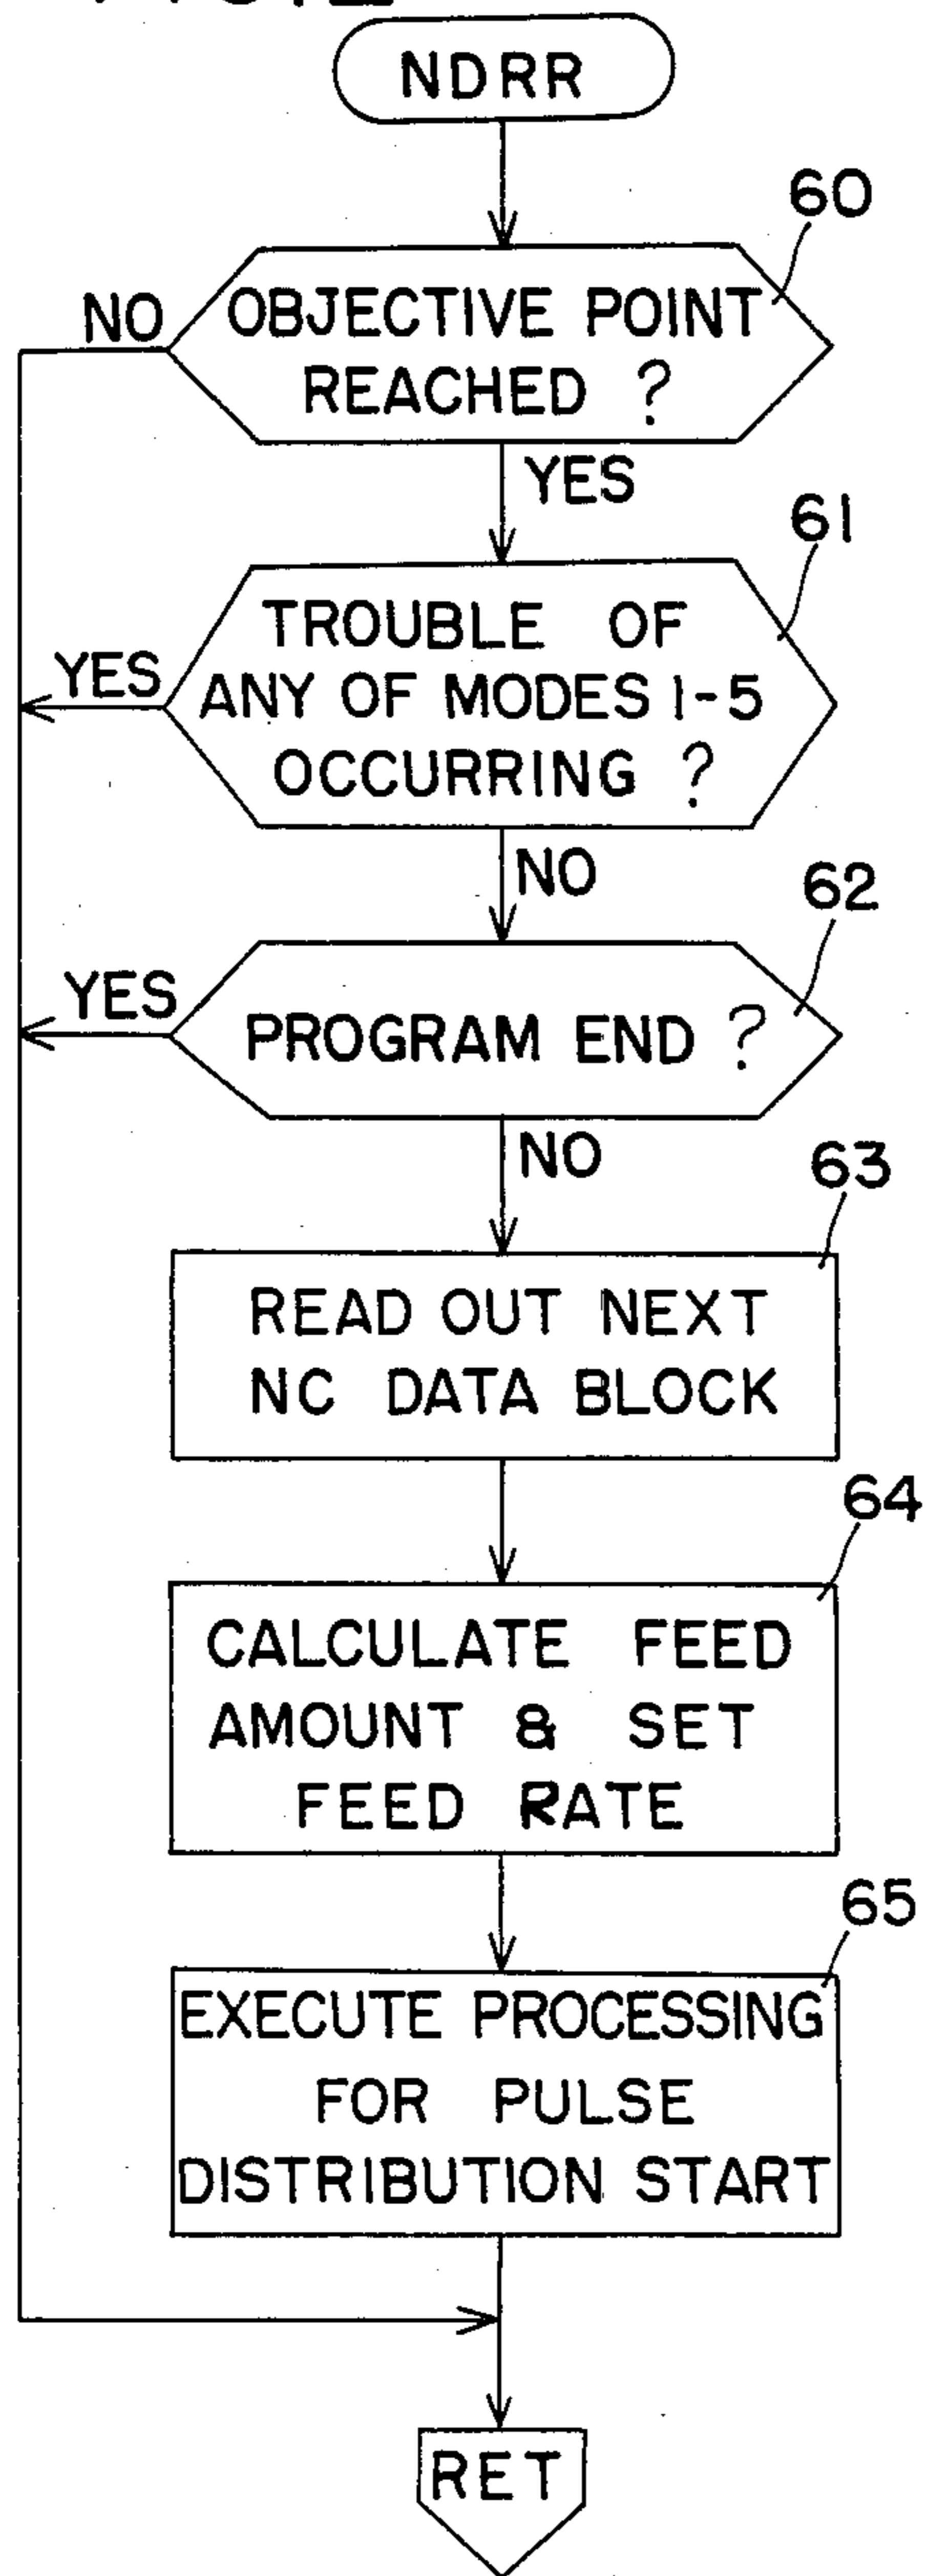 NDRR
60
NO
OBJECTIVE POINT
REACHED ?
YES
61
TROUBLE OF
YES
ANY OF MODES 1-5
OCCURRING ?
NO
62
YES
PROGRAM END ?
NO
63
READ OUT NEXT
NC DATA BLOCK
64
CALCULATE FEED
AMOUNT & SET
FEED RATE
65
EXECUTE PROCESSING
FOR PULSE
DISTRIBUTION START
RET